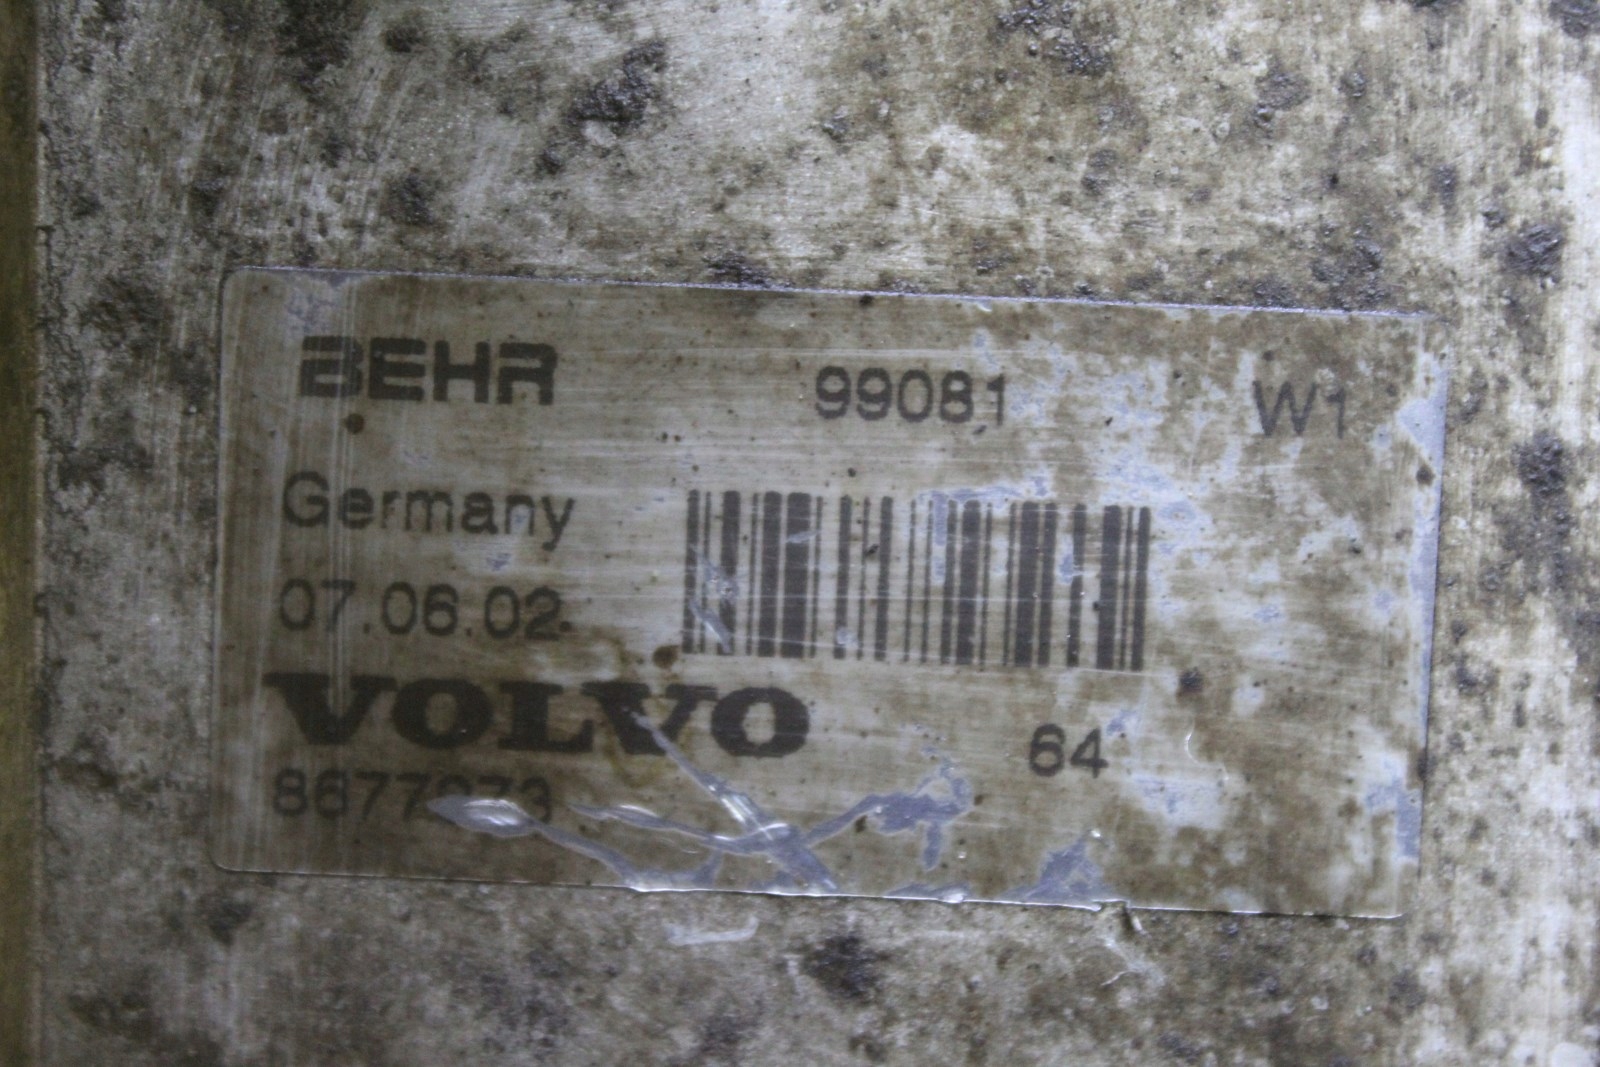 BEHR 99081 W1
Germany
07.06.02
VOLVO 64